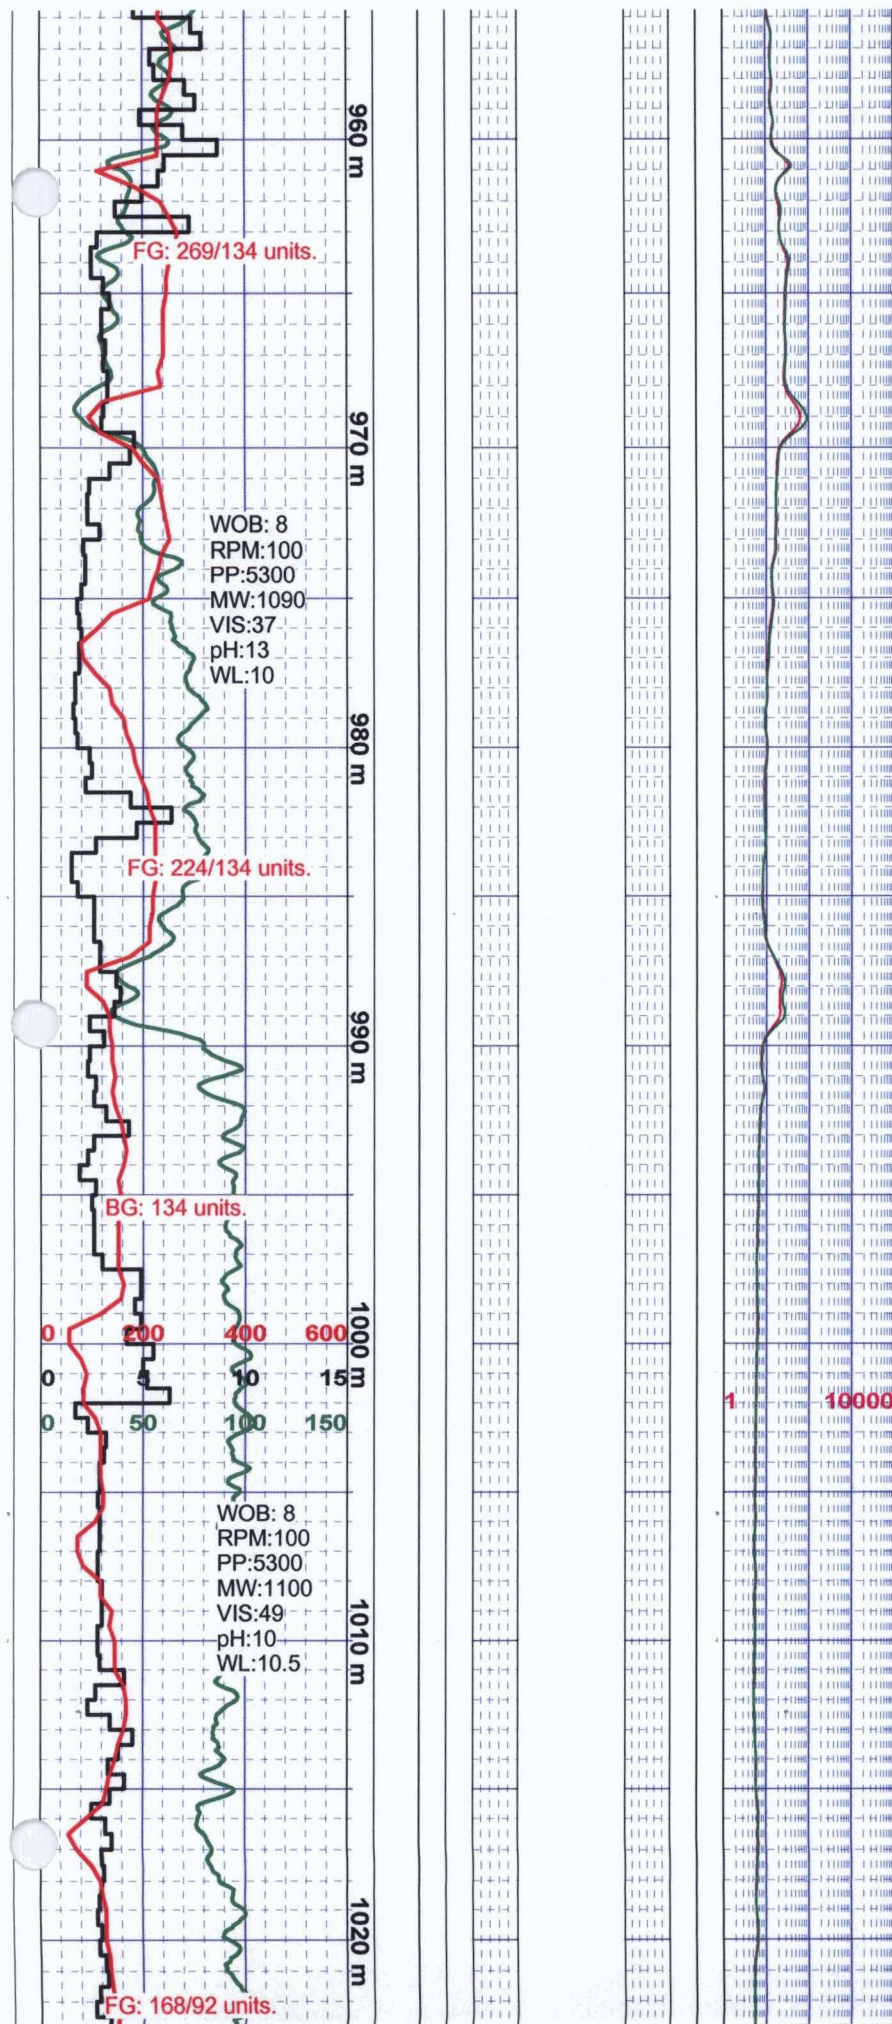 960 m
FG: 269/134 units.
970 m
WOB: 8
RPM:100
PP:5300
MW:1090
VIS:37
pH:13
WL:10
980 m
FG: 224/134 units.
990 m
BG: 134 units.
0 200 400 600
1000 m
0 5 10 15
0 50 100 150
1 10000
WOB: 8
RPM:100
PP:5300
MW:1100
VIS:49
pH:10
WL:10.5
1010 m
1020 m
FG: 168/92 units.